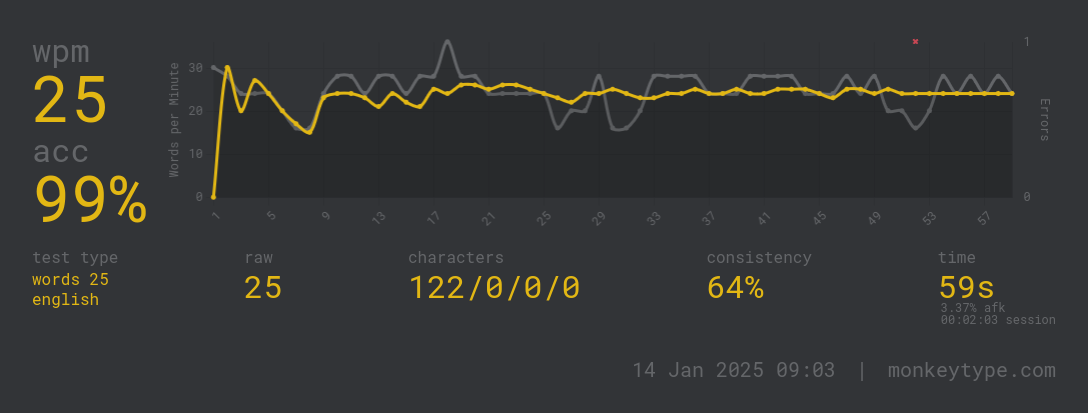 wpm
25
acc
99%
Words per Minute
30
20
10
0
1 5 9 13 17 21 25 29 33 37 41 45 49 53 57
1
0
Errors
test type
words 25
english
raw
25
characters
122/0/0/0
consistency
64%
time
59s
3.37% afk
00:02:03 session
14 Jan 2025 09:03 | monkeytype.com